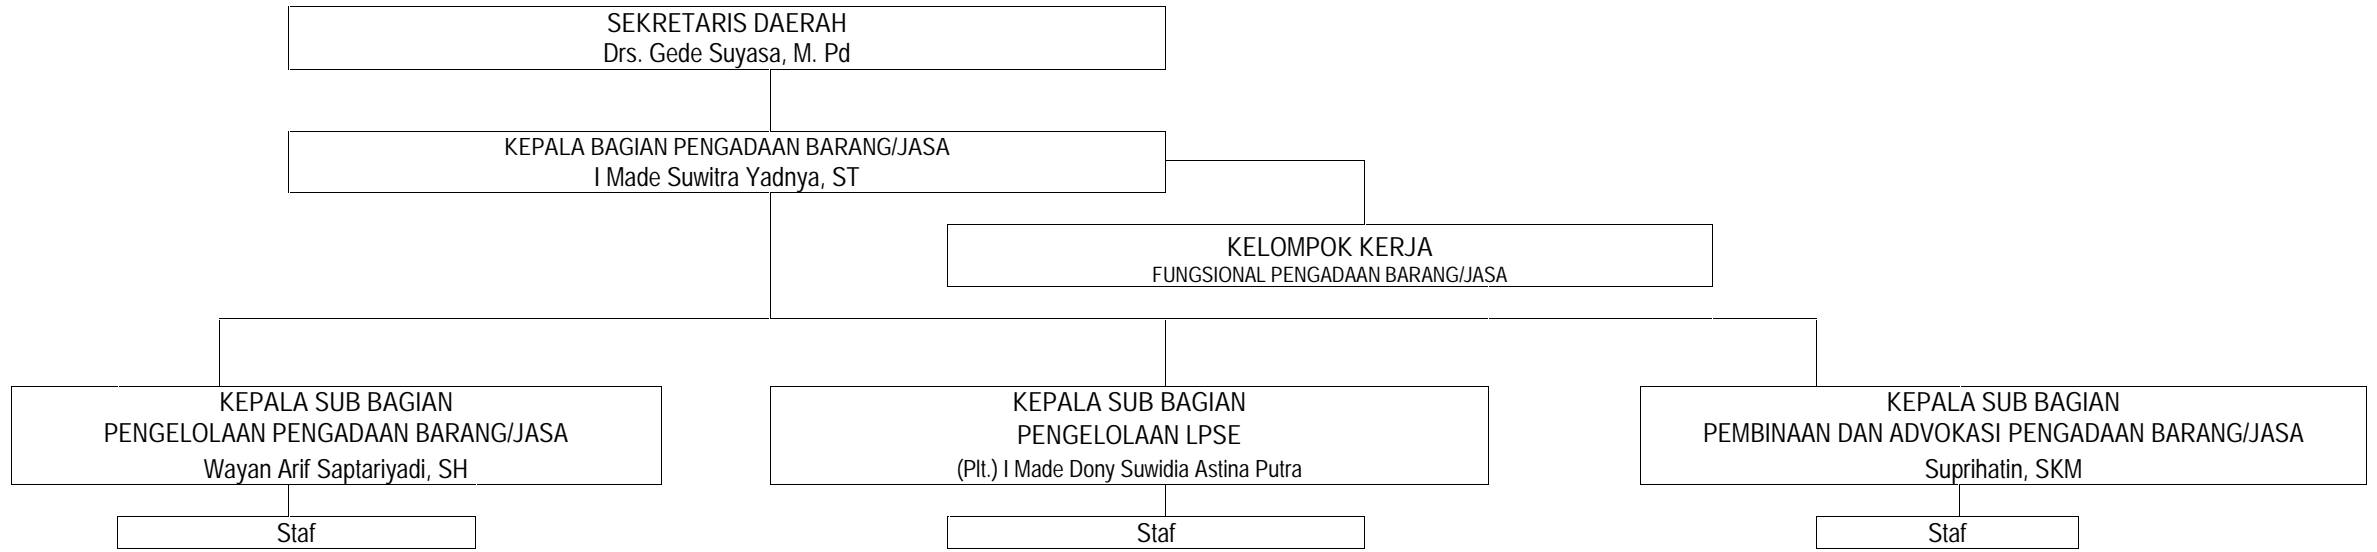 SEKRETARIS DAERAH
Drs. Gede Suyasa, M. Pd
KEPALA BAGIAN PENGADAAN BARANG/JASA
I Made Suwitra Yadnya, ST
KELOMPOK KERJA
FUNGSIONAL PENGADAAN BARANG/JASA
KEPALA SUB BAGIAN
PENGELOLAAN PENGADAAN BARANG/JASA
Wayan Arif Saptariyadi, SH
KEPALA SUB BAGIAN
PENGELOLAAN LPSE
(Plt.) I Made Dony Suwidia Astina Putra
KEPALA SUB BAGIAN
PEMBINAAN DAN ADVOKASI PENGADAAN BARANG/JASA
Suprihatin, SKM
Staf
Staf
Staf